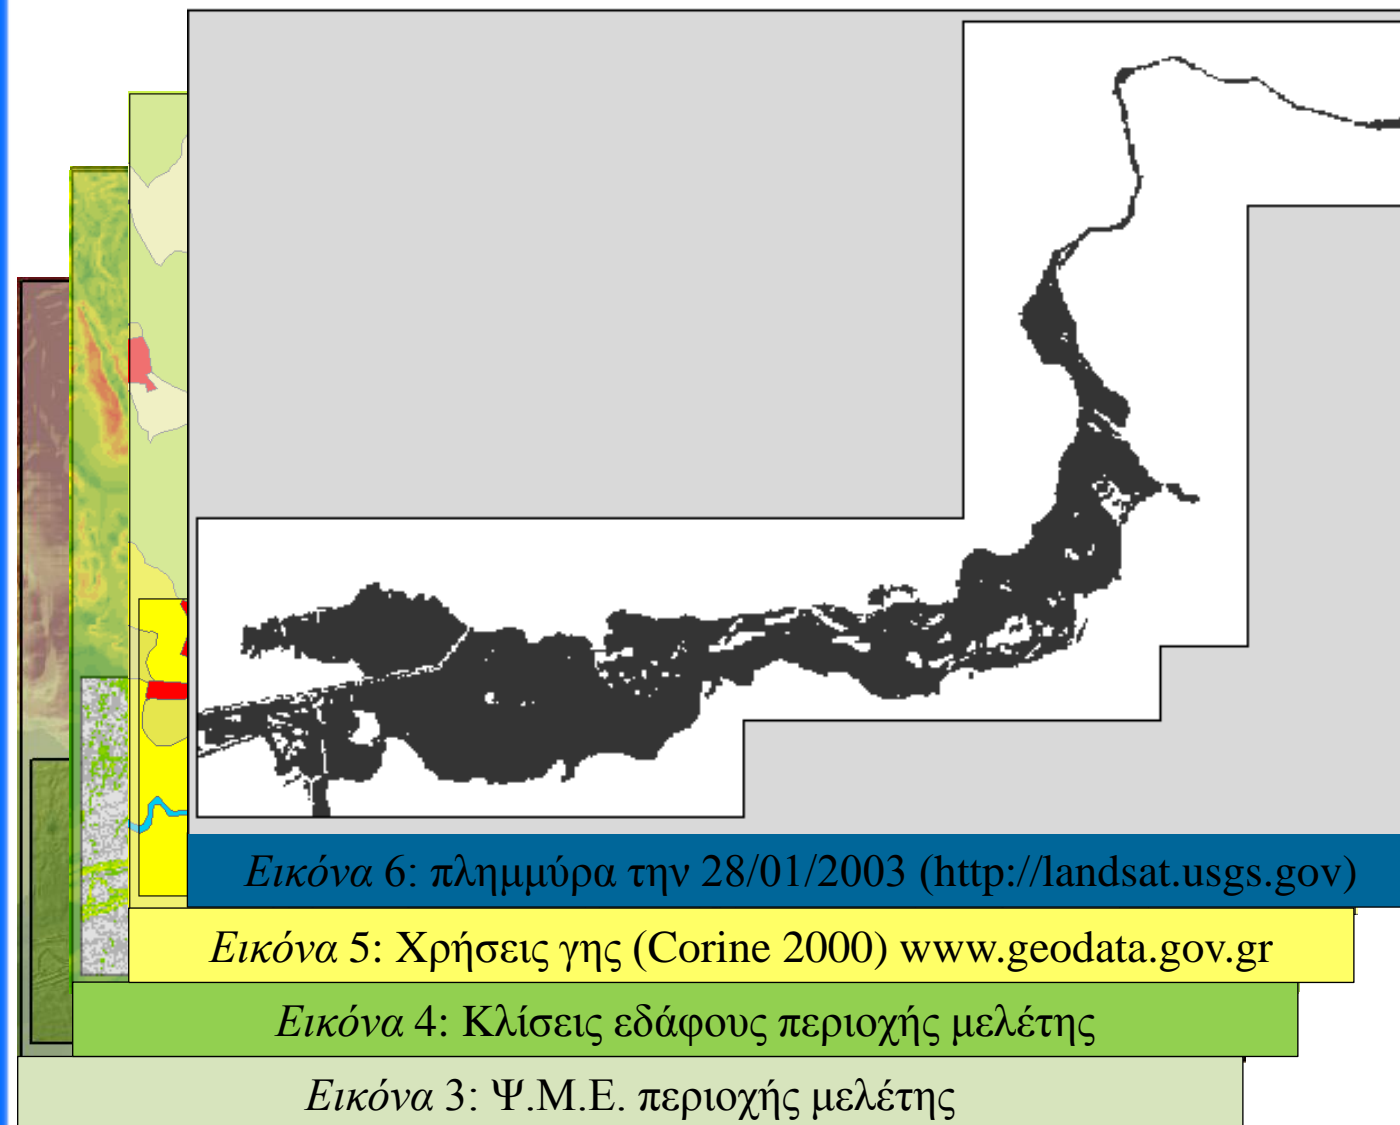 Εικόνα 6: πλημμύρα την 28/01/2003 (http://landsat.usgs.gov)
Εικόνα 5: Χρήσεις γης (Corine 2000) www.geodata.gov.gr
Εικόνα 4: Κλίσεις εδάφους περιοχής μελέτης
Εικόνα 3: Ψ.Μ.Ε. περιοχής μελέτης